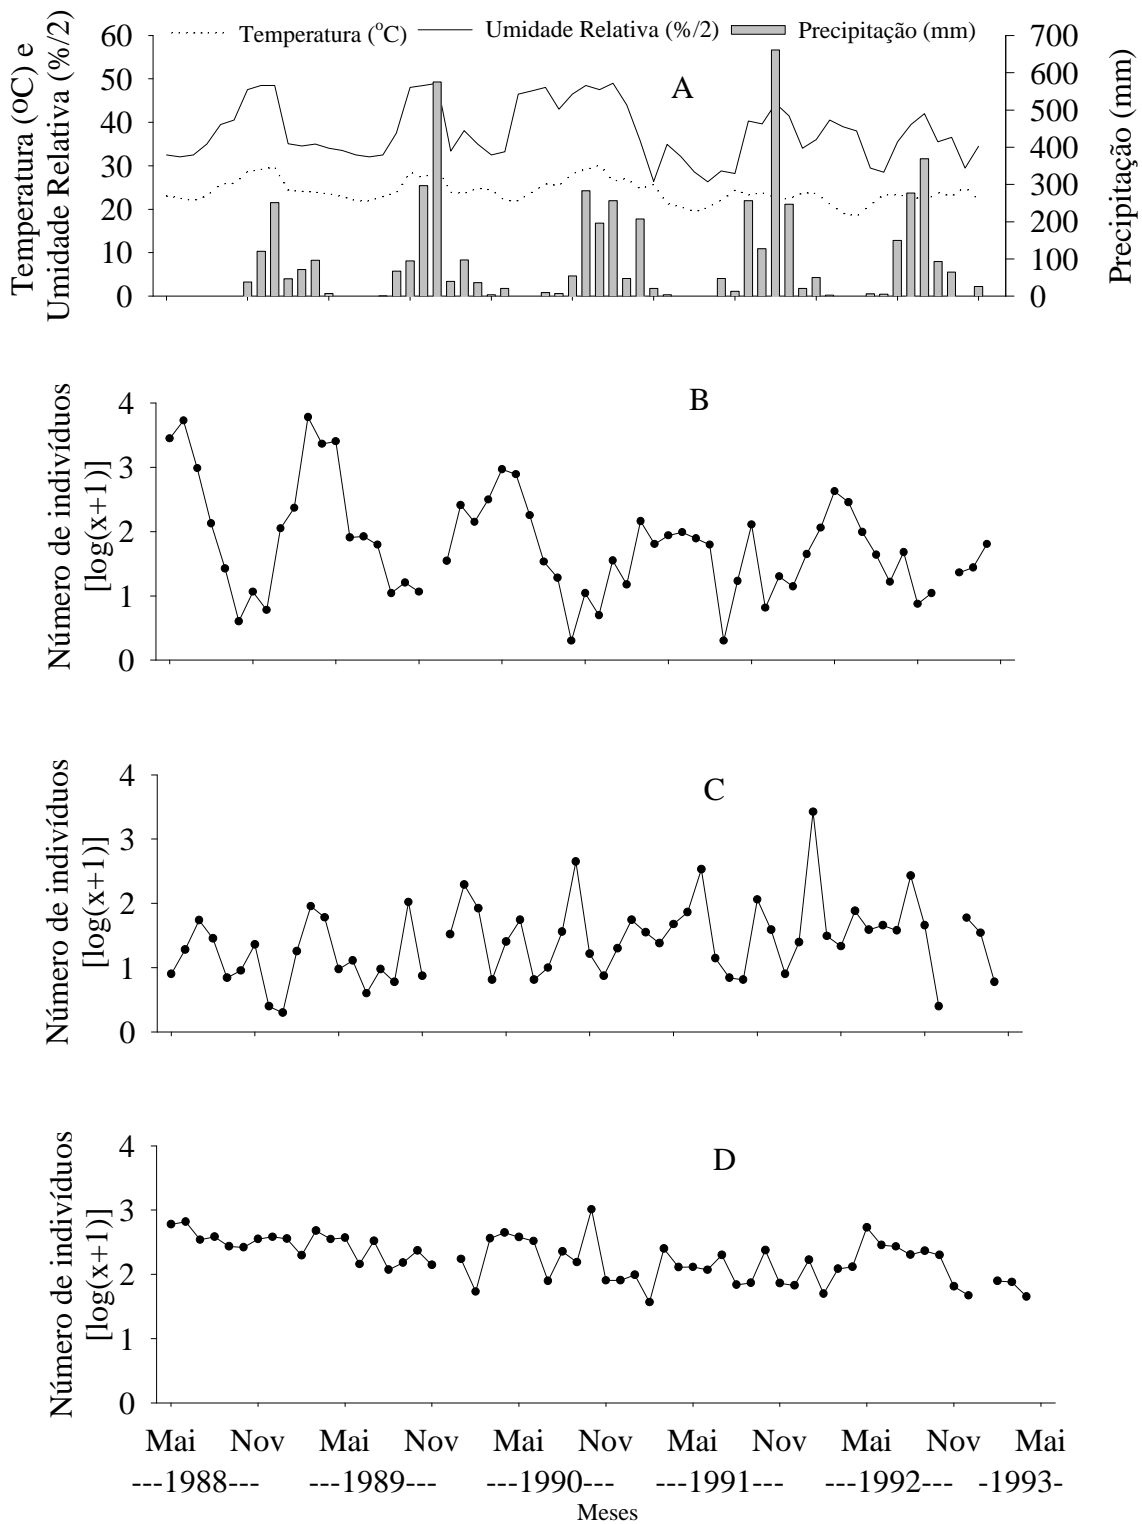 Temperatura (ºC) e
Umidade Relativa (%/2)
60
50
40
30
20
10
0
Temperatura (ºC) Umidade Relativa (%/2) Precipitação (mm)
A
700
600
500
400
300
200
100
0
Precipitação (mm)
Número de indivíduos
[log(x+1)]
4
3
2
1
0
B
Número de indivíduos
[log(x+1)]
4
3
2
1
0
C
Número de indivíduos
[log(x+1)]
4
3
2
1
0
D
Mai Nov Mai Nov Mai Nov Mai Nov Mai Nov Mai
---1988--- ---1989--- ---1990--- ---1991--- ---1992--- -1993-
Meses